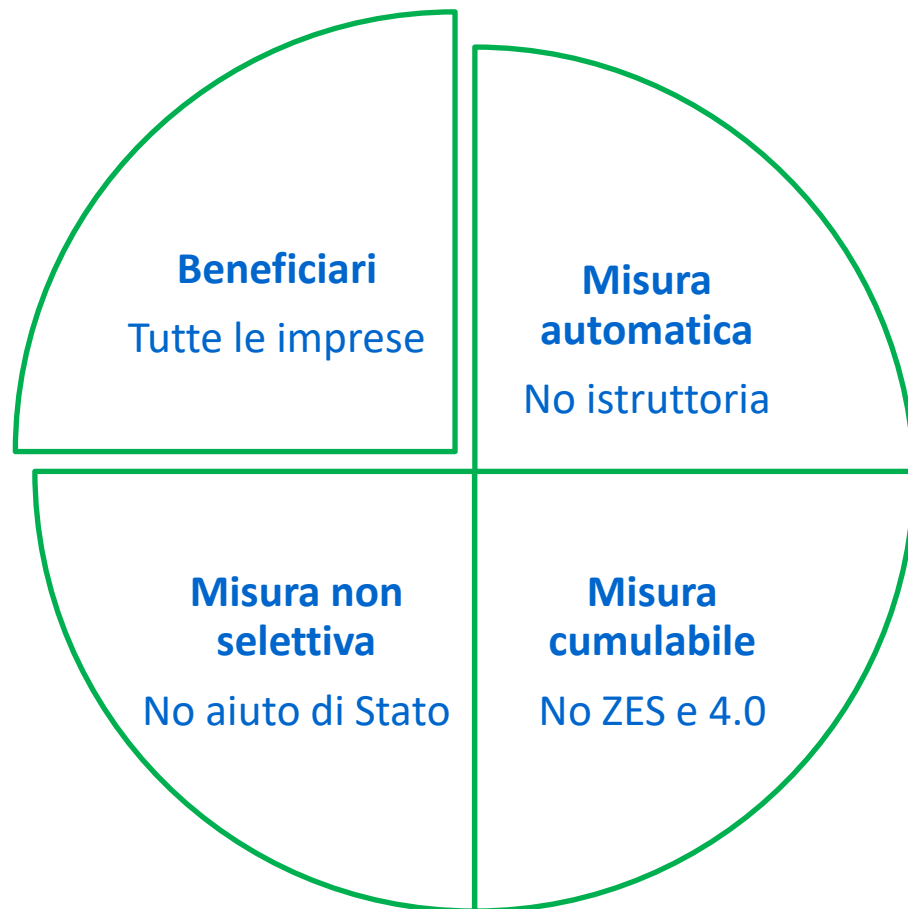 Beneficiari
Tutte le imprese
Misura
automatica
No istruttoria
Misura non
selettiva
No aiuto di Stato
Misura
cumulabile
No ZES e 4.0